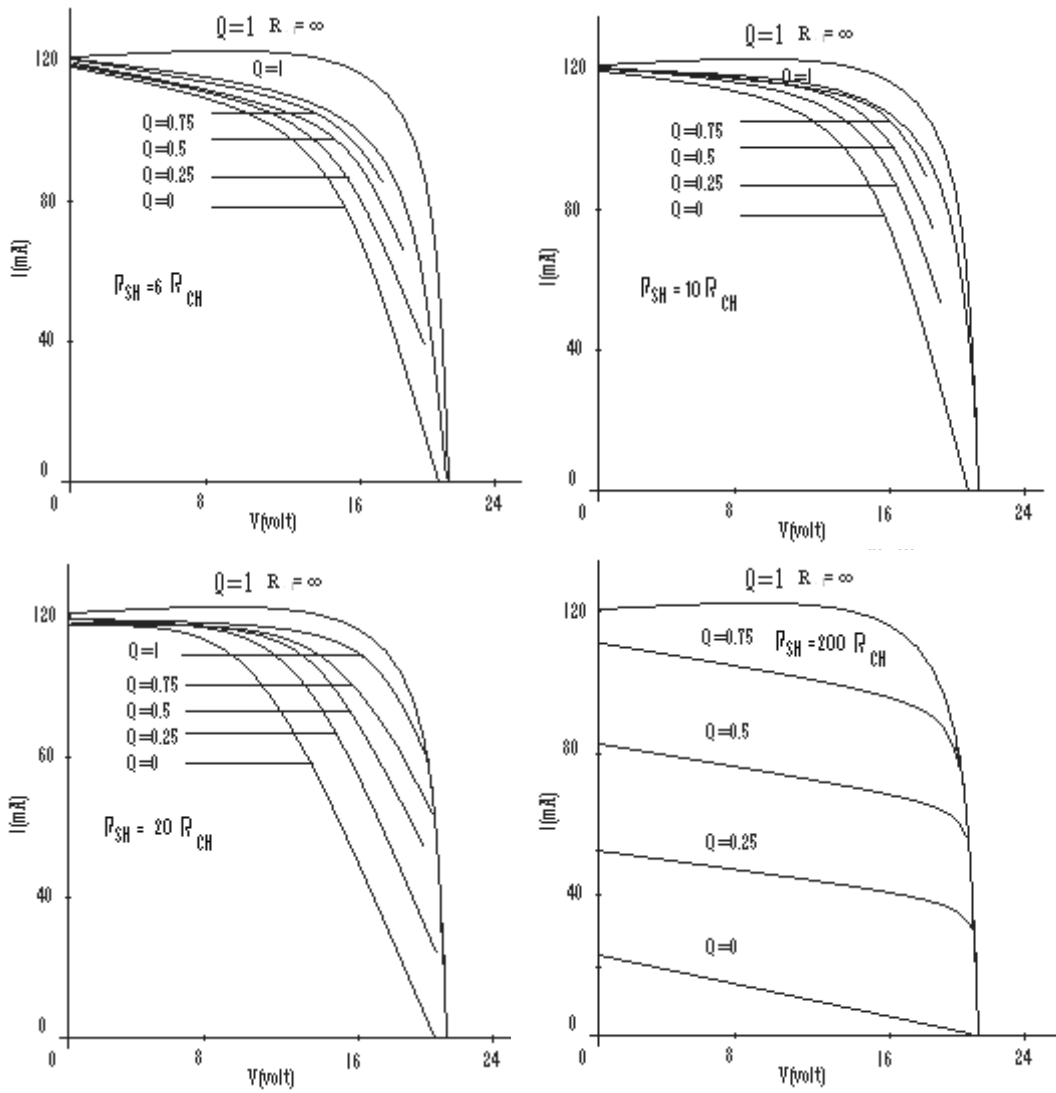 Q=1 R = ∞
120
Q=1
Q=0.75
Q=0.5
Q=0.25
Q=0
80
I(mA)
R_SH=6 R_CH
40
0
0 8 16 24
V(volt)
Q=1 R = ∞
120
Q=1
Q=0.75
Q=0.5
Q=0.25
Q=0
80
I(mA)
R_SH=10 R_CH
40
0
0 8 16 24
V(volt)
Q=1 R = ∞
120
Q=1
Q=0.75
Q=0.5
Q=0.25
Q=0
60
I(mA)
R_SH = 20 R_CH
40
0
0 8 16 24
V(volt)
Q=1 R = ∞
120
Q=0.75
R_SH =200 R_CH
80
Q=0.5
I(mA)
40
Q=0.25
Q=0
0
0 8 16 24
V(volt)